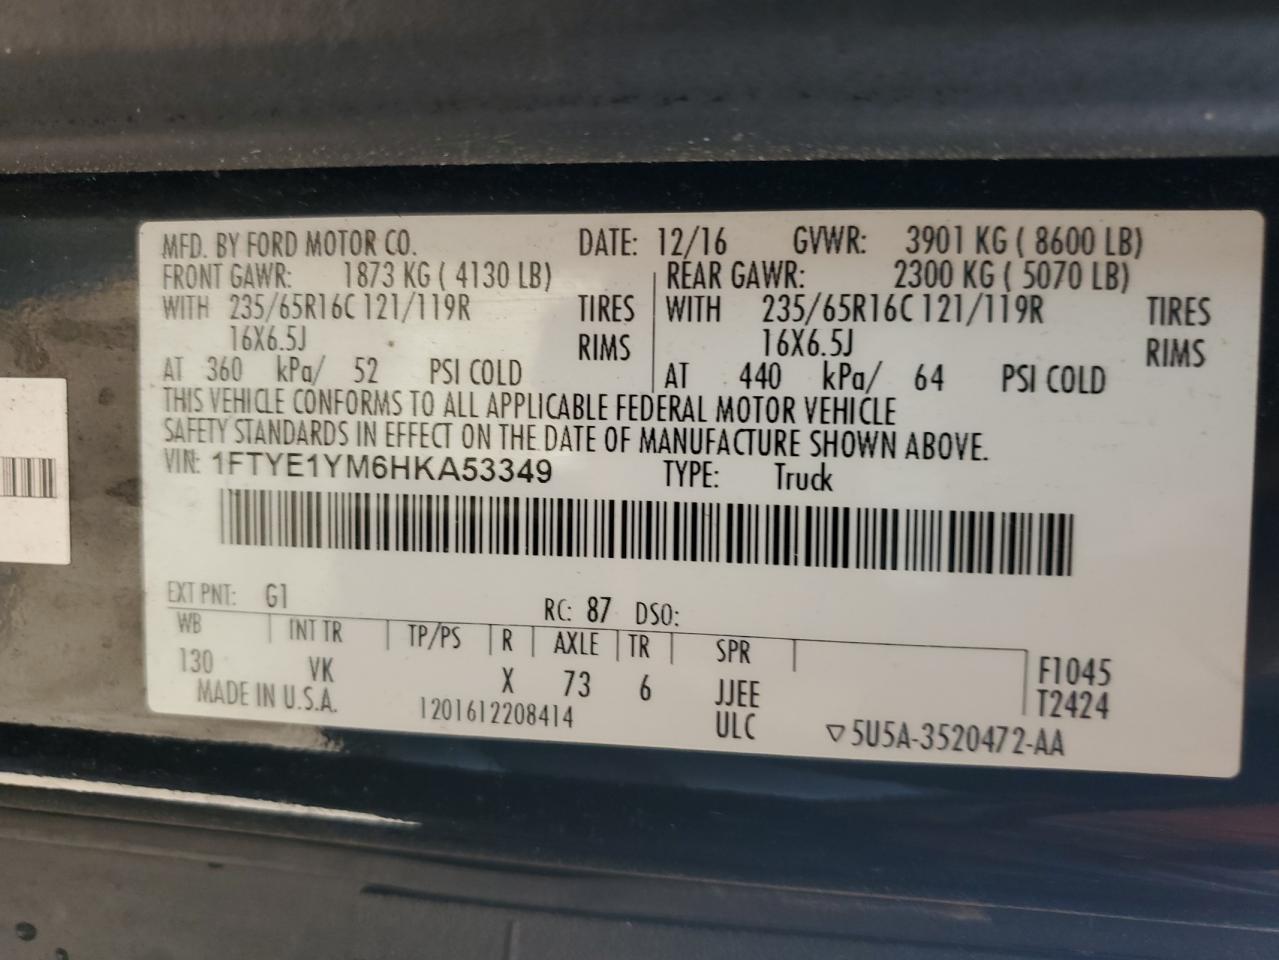 MFD. BY FORD MOTOR CO. DATE: 12/16 GVWR: 3901 KG ( 8600 LB)
FRONT GAWR: 1873 KG ( 4130 LB) REAR GAWR: 2300 KG ( 5070 LB)
WITH 235/65R16C 121/119R TIRES WITH 235/65R16C 121/119R TIRES
16X6.5J RIMS 16X6.5J RIMS
AT 360 kPa/ 52 PSI COLD AT 440 kPa/ 64 PSI COLD
THIS VEHICLE CONFORMS TO ALL APPLICABLE FEDERAL MOTOR VEHICLE
SAFETY STANDARDS IN EFFECT ON THE DATE OF MANUFACTURE SHOWN ABOVE.
VIN: 1FTYE1YM6HKA53349 TYPE: Truck
EXT PNT: G1 RC: 87 DSO:
WB INT TR TP/PS R AXLE TR SPR
130 VK X 73 6 JJEE F1045
MADE IN U.S.A. 1201612208414 ULC T2424
▽5U5A-3520472-AA